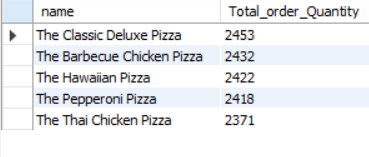 name Total_order_Quantity
The Classic Deluxe Pizza 2453
The Barbecue Chicken Pizza 2432
The Hawaiian Pizza 2422
The Pepperoni Pizza 2418
The Thai Chicken Pizza 2371